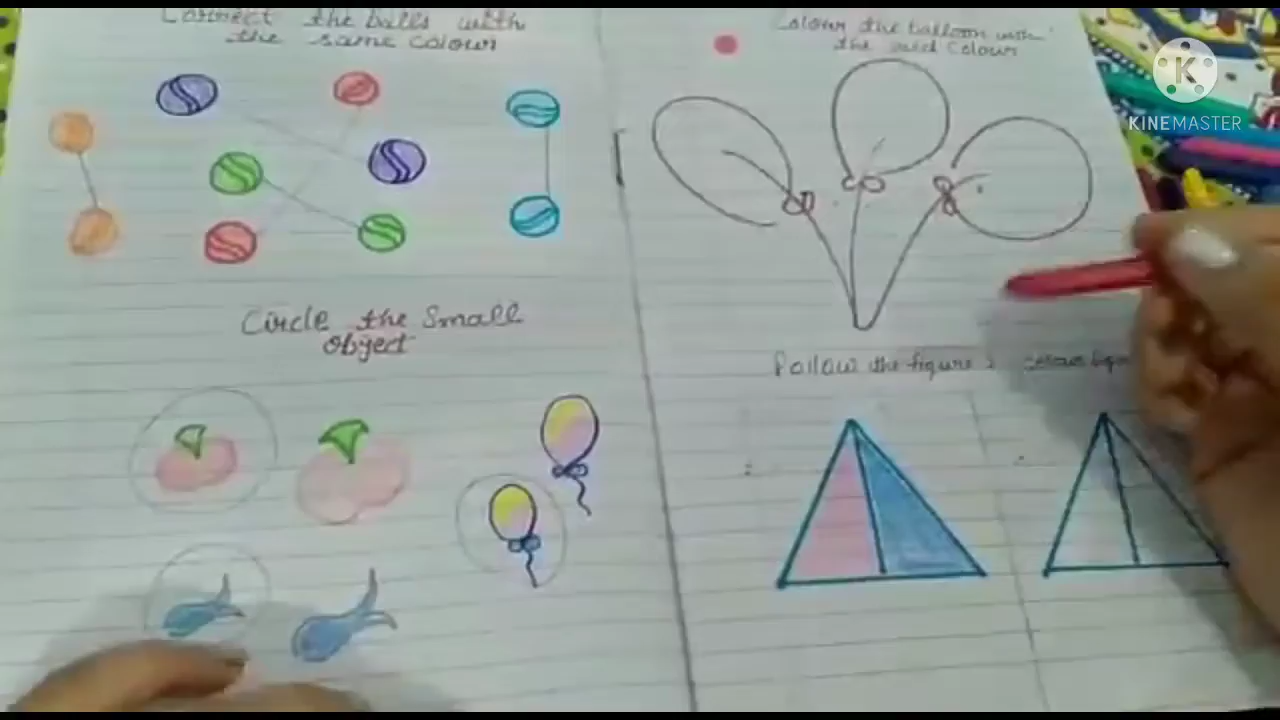 Connect the balls with
the same colour
Circle the Small
object
Colour the balloon with
the said Colour
Follow the figure & colour
KINEMASTER